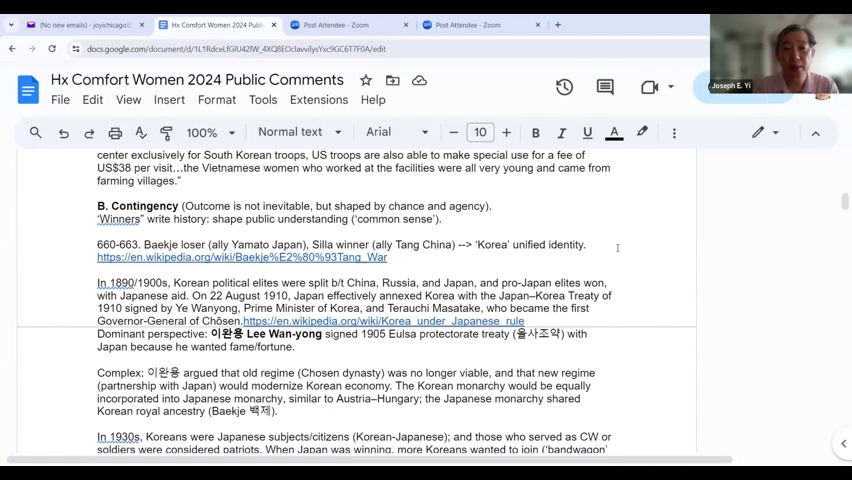 (No new emails) - joyichicago@
Hx Comfort Women 2024 Public
Post Attendee - Zoom
Post Attendee - Zoom
Hx Comfort Women 2024 Public Comments
File Edit View Insert Format Tools Extensions Help
Joseph E. Yi
100% Normal text Arial 10 B I U A
center exclusively for South Korean troops, US troops are also able to make special use for a fee of
US$38 per visit…the Vietnamese women who worked at the facilities were all very young and came from
farming villages."
B. Contingency (Outcome is not inevitable, but shaped by chance and agency).
'Winners" write history: shape public understanding ('common sense').
660-663. Baekje loser (ally Yamato Japan), Silla winner (ally Tang China) --> 'Korea' unified identity.
https://en.wikipedia.org/wiki/Baekje%E2%80%93Tang_War
In 1890/1900s, Korean political elites were split b/t China, Russia, and Japan, and pro-Japan elites won,
with Japanese aid. On 22 August 1910, Japan effectively annexed Korea with the Japan–Korea Treaty of
1910 signed by Ye Wanyong, Prime Minister of Korea, and Terauchi Masatake, who became the first
Governor-General of Chōsen.https://en.wikipedia.org/wiki/Korea_under_Japanese_rule
Dominant perspective: 이완용 Lee Wan-yong signed 1905 Eulsa protectorate treaty (을사조약) with
Japan because he wanted fame/fortune.
Complex: 이완용 argued that old regime (Chosen dynasty) was no longer viable, and that new regime
(partnership with Japan) would modernize Korean economy. The Korean monarchy would be equally
incorporated into Japanese monarchy, similar to Austria–Hungary; the Japanese monarchy shared
Korean royal ancestry (Baekje 백제).
In 1930s, Koreans were Japanese subjects/citizens (Korean-Japanese); and those who served as CW or
soldiers were considered patriots. When Japan was winning, more Koreans wanted to join ('bandwagon'